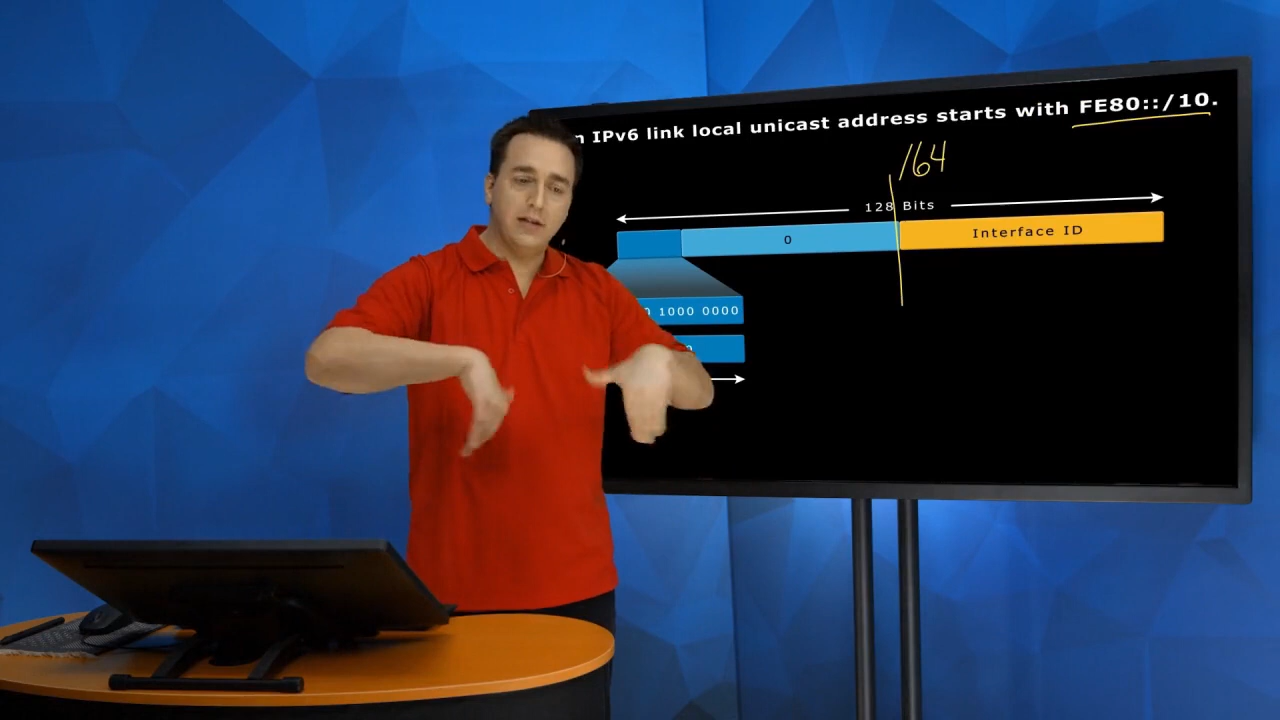 IPv6 link local unicast address starts with FE80::/10.
/64
128 Bits
0
Interface ID
1000 0000